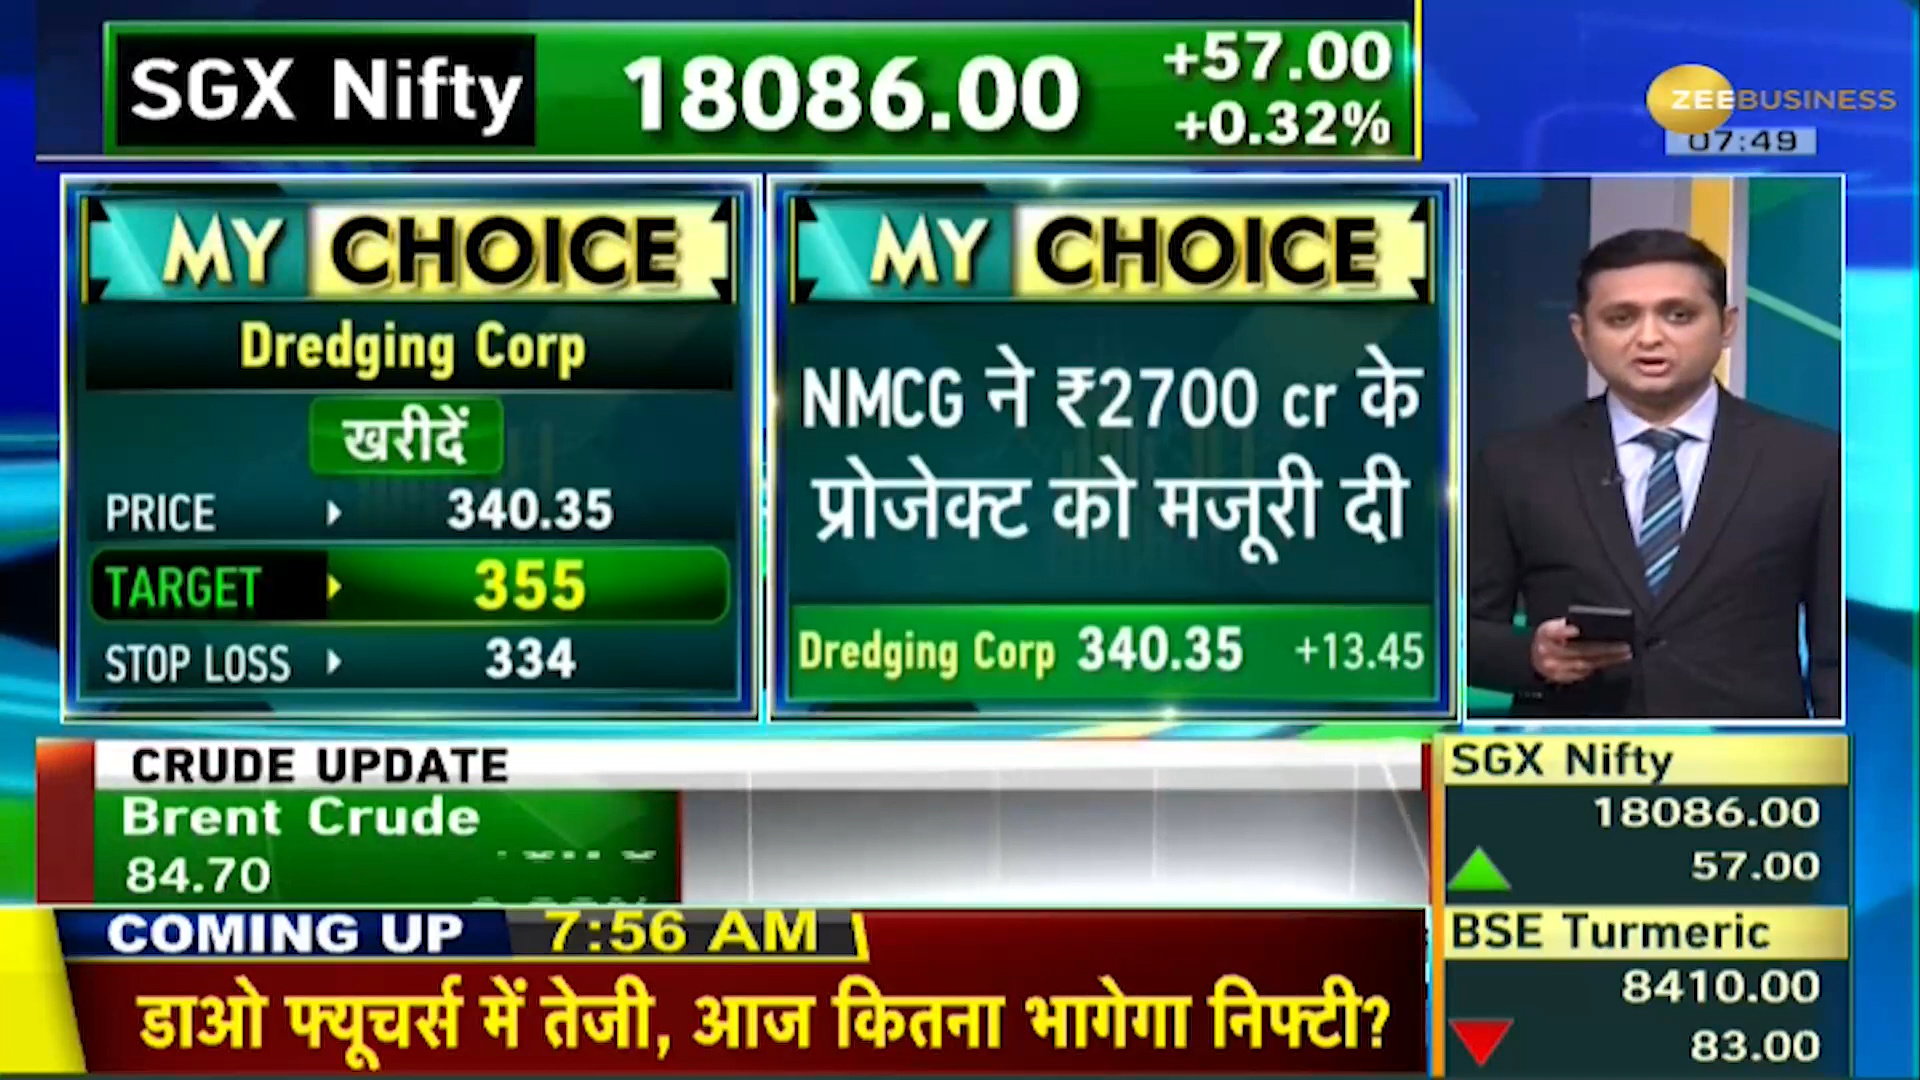 SGX Nifty 18086.00 +57.00
+0.32%
ZEEBUSINESS
07:49
MY CHOICE
Dredging Corp
खरीदें
PRICE 340.35
TARGET 355
STOP LOSS 334
MY CHOICE
NMCG ने ₹2700 cr के
प्रोजेक्ट को मजूरी दी
Dredging Corp 340.35 +13.45
CRUDE UPDATE
Brent Crude
84.70
SGX Nifty
18086.00
57.00
BSE Turmeric
8410.00
83.00
COMING UP 7:56 AM
डाओ फ्यूचर्स में तेजी, आज कितना भागेगा निफ्टी?